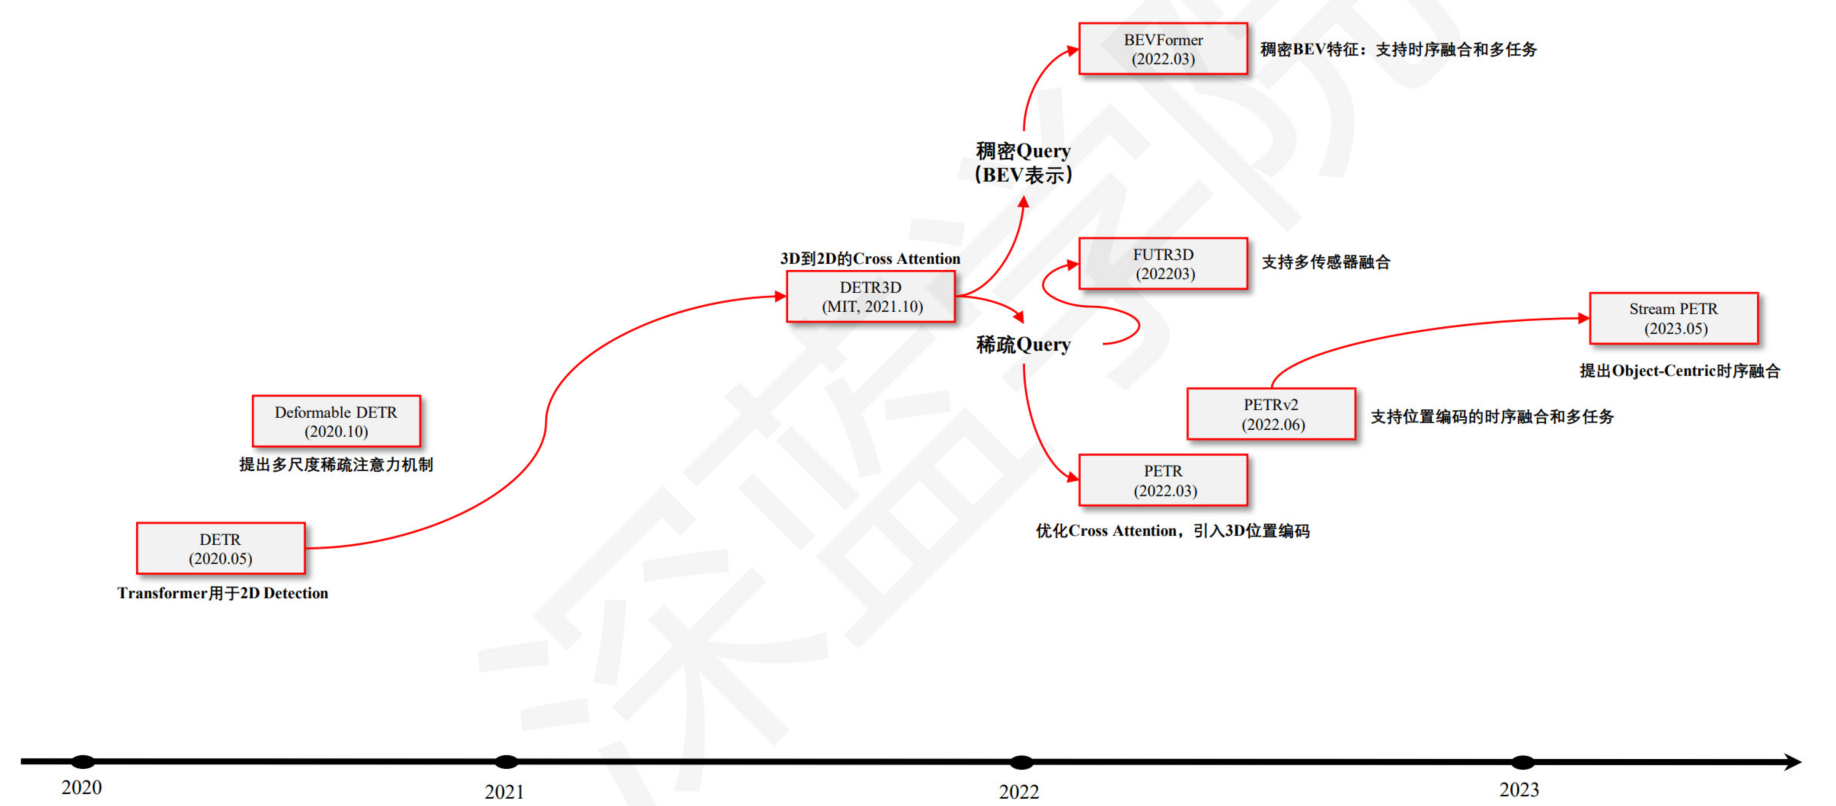 BEVFormer
(2022.03)
稠密BEV特征：支持时序融合和多任务
稠密Query
（BEV表示）
3D到2D的Cross Attention
DETR3D
(MIT, 2021.10)
FUTR3D
(202203)
支持多传感器融合
稀疏Query
Stream PETR
(2023.05)
提出Object-Centric时序融合
Deformable DETR
(2020.10)
提出多尺度稀疏注意力机制
PETRv2
(2022.06)
支持位置编码的时序融合和多任务
PETR
(2022.03)
优化Cross Attention，引入3D位置编码
DETR
(2020.05)
Transformer用于2D Detection
2020
2021
2022
2023
深蓝学院